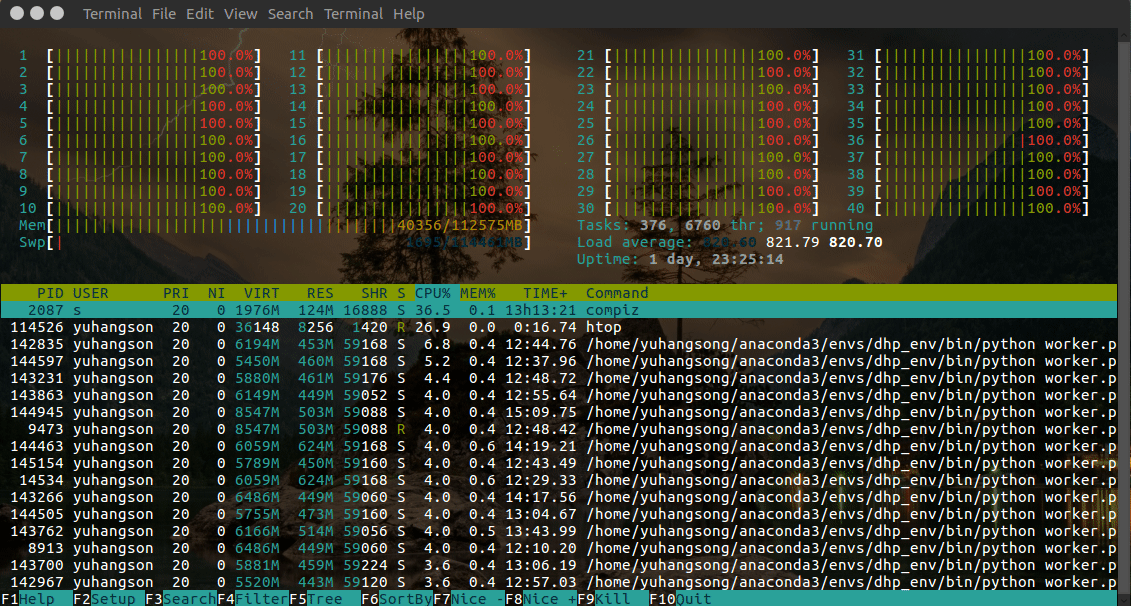 Terminal File Edit View Search Terminal Help
1 [||||||||||||||||100.0%] 11 [||||||||||||||||100.0%] 21 [||||||||||||||||100.0%] 31 [||||||||||||||||100.0%]
2 [||||||||||||||||100.0%] 12 [||||||||||||||||100.0%] 22 [||||||||||||||||100.0%] 32 [||||||||||||||||100.0%]
3 [||||||||||||||||100.0%] 13 [||||||||||||||||100.0%] 23 [||||||||||||||||100.0%] 33 [||||||||||||||||100.0%]
4 [||||||||||||||||100.0%] 14 [||||||||||||||||100.0%] 24 [||||||||||||||||100.0%] 34 [||||||||||||||||100.0%]
5 [||||||||||||||||100.0%] 15 [||||||||||||||||100.0%] 25 [||||||||||||||||100.0%] 35 [||||||||||||||||100.0%]
6 [||||||||||||||||100.0%] 16 [||||||||||||||||100.0%] 26 [||||||||||||||||100.0%] 36 [||||||||||||||||100.0%]
7 [||||||||||||||||100.0%] 17 [||||||||||||||||100.0%] 27 [||||||||||||||||100.0%] 37 [||||||||||||||||100.0%]
8 [||||||||||||||||100.0%] 18 [||||||||||||||||100.0%] 28 [||||||||||||||||100.0%] 38 [||||||||||||||||100.0%]
9 [||||||||||||||||100.0%] 19 [||||||||||||||||100.0%] 29 [||||||||||||||||100.0%] 39 [||||||||||||||||100.0%]
10 [||||||||||||||||100.0%] 20 [||||||||||||||||100.0%] 30 [||||||||||||||||100.0%] 40 [||||||||||||||||100.0%]
Mem[||||||||||||||||||||||||||||||||||||||40356/112575MB] Tasks: 376, 6760 thr; 917 running
Swp[| ] Load average: 821.79 820.70
Uptime: 1 day, 23:25:14
PID USER PRI NI VIRT RES SHR S CPU% MEM% TIME+ Command
2087 s 20 0 1976M 124M 16888 S 36.5 0.1 13h13:21 compiz
114526 yuhangson 20 0 36148 8256 1420 R 26.9 0.0 0:16.74 htop
142835 yuhangson 20 0 6194M 453M 59168 S 6.8 0.4 12:44.76 /home/yuhangsong/anaconda3/envs/dhp_env/bin/python worker.p
144597 yuhangson 20 0 5450M 460M 59168 S 5.2 0.4 12:37.96 /home/yuhangsong/anaconda3/envs/dhp_env/bin/python worker.p
143231 yuhangson 20 0 5880M 461M 59176 S 4.4 0.4 12:48.72 /home/yuhangsong/anaconda3/envs/dhp_env/bin/python worker.p
143863 yuhangson 20 0 6149M 449M 59052 S 4.0 0.4 12:55.64 /home/yuhangsong/anaconda3/envs/dhp_env/bin/python worker.p
144945 yuhangson 20 0 8547M 503M 59088 S 4.0 0.4 15:09.75 /home/yuhangsong/anaconda3/envs/dhp_env/bin/python worker.p
9473 yuhangson 20 0 8547M 503M 59088 R 4.0 0.4 12:48.42 /home/yuhangsong/anaconda3/envs/dhp_env/bin/python worker.p
144463 yuhangson 20 0 6059M 624M 59168 S 4.0 0.6 14:19.21 /home/yuhangsong/anaconda3/envs/dhp_env/bin/python worker.p
145154 yuhangson 20 0 5789M 450M 59160 S 4.0 0.4 12:43.49 /home/yuhangsong/anaconda3/envs/dhp_env/bin/python worker.p
14534 yuhangson 20 0 6059M 624M 59168 S 4.0 0.6 12:29.33 /home/yuhangsong/anaconda3/envs/dhp_env/bin/python worker.p
143266 yuhangson 20 0 6486M 449M 59060 S 4.0 0.4 14:17.56 /home/yuhangsong/anaconda3/envs/dhp_env/bin/python worker.p
144505 yuhangson 20 0 5755M 473M 59160 S 4.0 0.4 13:04.67 /home/yuhangsong/anaconda3/envs/dhp_env/bin/python worker.p
143762 yuhangson 20 0 6166M 514M 59056 S 4.0 0.5 13:43.99 /home/yuhangsong/anaconda3/envs/dhp_env/bin/python worker.p
8913 yuhangson 20 0 6486M 449M 59060 S 4.0 0.4 12:10.20 /home/yuhangsong/anaconda3/envs/dhp_env/bin/python worker.p
143700 yuhangson 20 0 5881M 459M 59224 S 3.6 0.4 13:06.19 /home/yuhangsong/anaconda3/envs/dhp_env/bin/python worker.p
142967 yuhangson 20 0 5520M 443M 59120 S 3.6 0.4 12:57.03 /home/yuhangsong/anaconda3/envs/dhp_env/bin/python worker.p
F1Help F2Setup F3SearchF4FilterF5Tree F6SortByF7Nice -F8Nice +F9Kill F10Quit